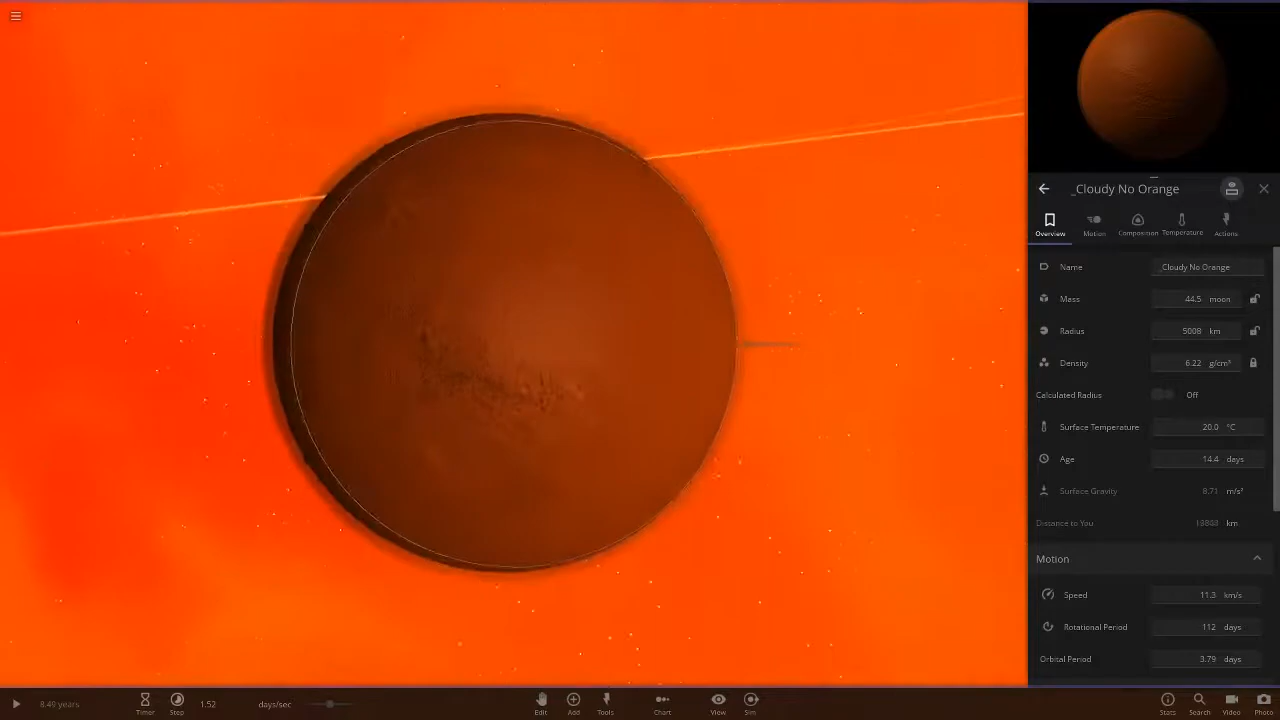 _Cloudy No Orange
Overview Motion Composition Temperature Actions
Name _Cloudy No Orange
Mass 44.5 moon
Radius 5008 km
Density 6.22 g/cm³
Calculated Radius Off
Surface Temperature 20.0 °C
Age 14.4 days
Surface Gravity 8.71 m/s²
Distance to You km
Motion
Speed 11.3 km/s
Rotational Period 112 days
Orbital Period 3.79 days
8.49 years Timer Step 1.52 days/sec Edit Add Tools Chart View Sim Stats Search Video Photo